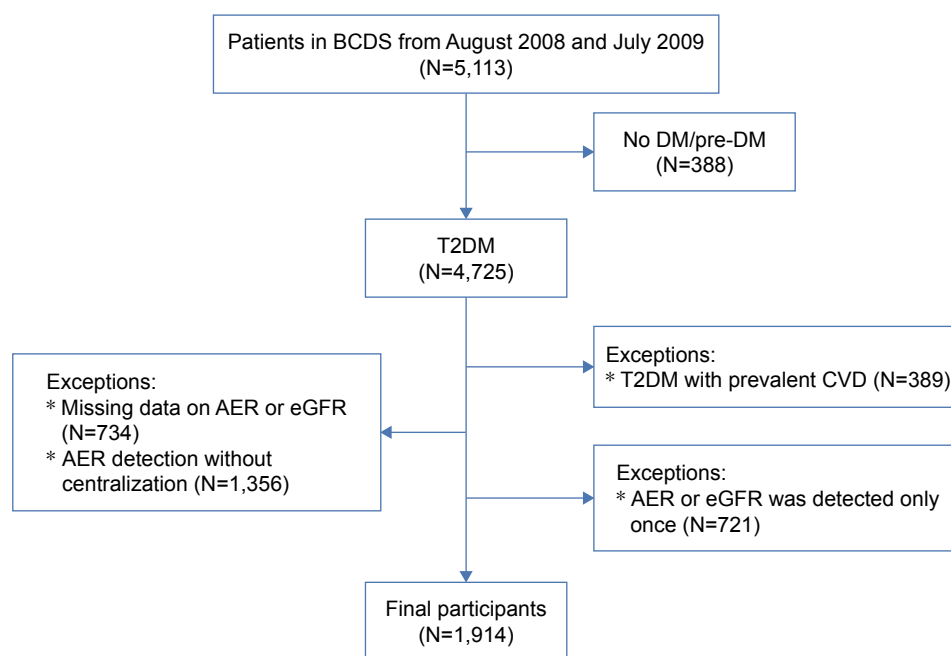 Patients in BCDS from August 2008 and July 2009
(N=5,113)
No DM/pre-DM
(N=388)
T2DM
(N=4,725)
Exceptions:
* T2DM with prevalent CVD (N=389)
Exceptions:
* Missing data on AER or eGFR
(N=734)
* AER detection without
centralization (N=1,356)
Exceptions:
* AER or eGFR was detected only
once (N=721)
Final participants
(N=1,914)